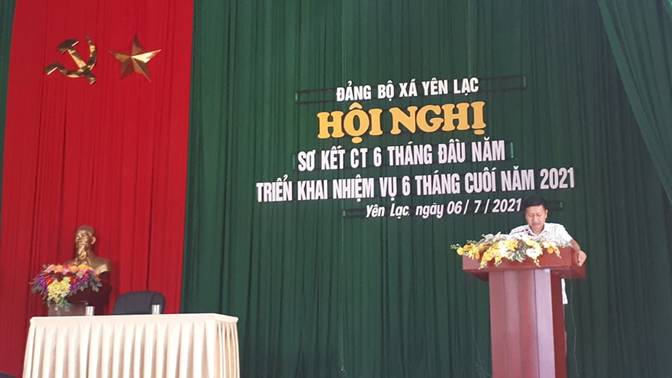 ĐẢNG BỘ XÃ YÊN LẠC
HỘI NGHỊ
SƠ KẾT CT 6 THÁNG ĐẦU NĂM
TRIỂN KHAI NHIỆM VỤ 6 THÁNG CUỐI NĂM 2021
Yên Lạc, ngày 06/7/2021